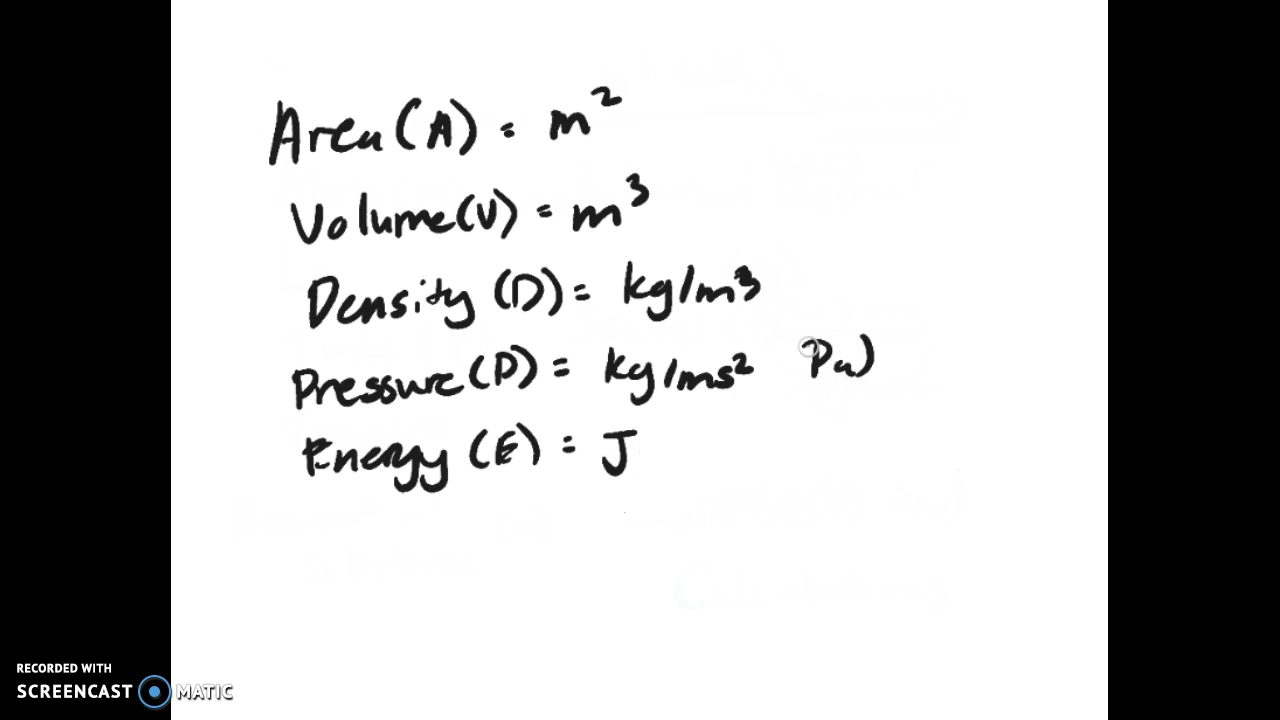 Area (A) = m²
Volume (V) = m³
Density (D) = kg/m³
Pressure (P) = kg/ms² Pa)
Energy (E) = J
RECORDED WITH
SCREENCAST MATIC